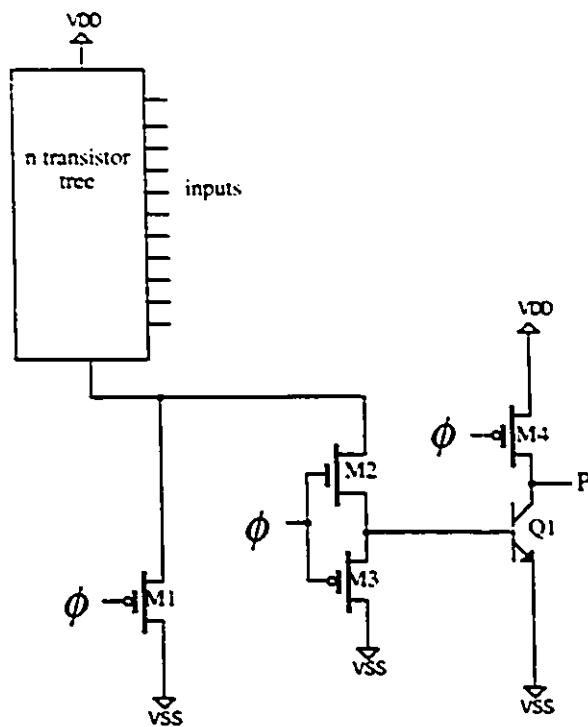 VDD
n transistor
tree
inputs
VDD
ϕ
M4
P
M2
Q1
ϕ
M3
ϕ
M1
VSS
VSS
VSS